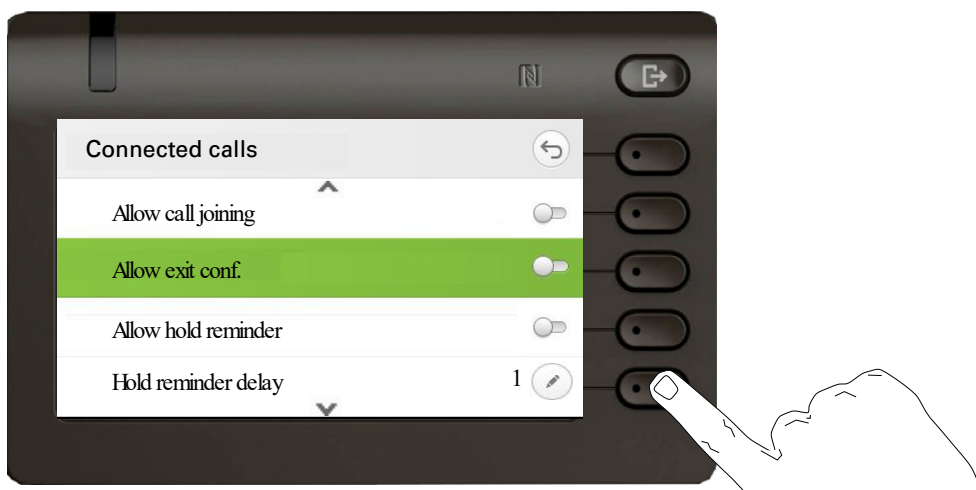 Connected calls
Allow call joining
Allow exit conf.
Allow hold reminder
Hold reminder delay 1